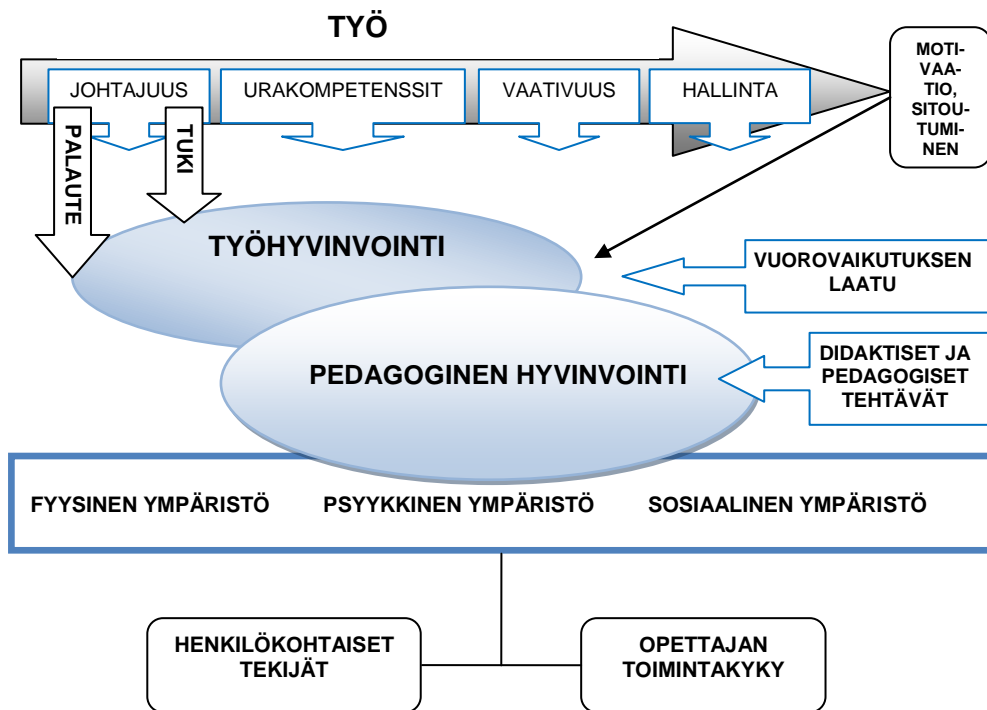 TYÖ
JOHTAJUUS
URAKOMPETENSSIT
VAATIVUUS
HALLINTA
MOTI-
VAA-
TIO,
SITOU-
TUMI-
NEN
PALAUTE
TUKI
TYÖHYVINVOINTI
VUOROVAIKUTUKSEN
LAATU
PEDAGOGINEN HYVINVOINTI
DIDAKTISET JA
PEDAGOGISET
TEHTÄVÄT
FYYSINEN YMPÄRISTÖ
PSYYKKINEN YMPÄRISTÖ
SOSIAALINEN YMPÄRISTÖ
HENKILÖKOHTAISET
TEKIJÄT
OPETTAJAN
TOIMINTAKYKY